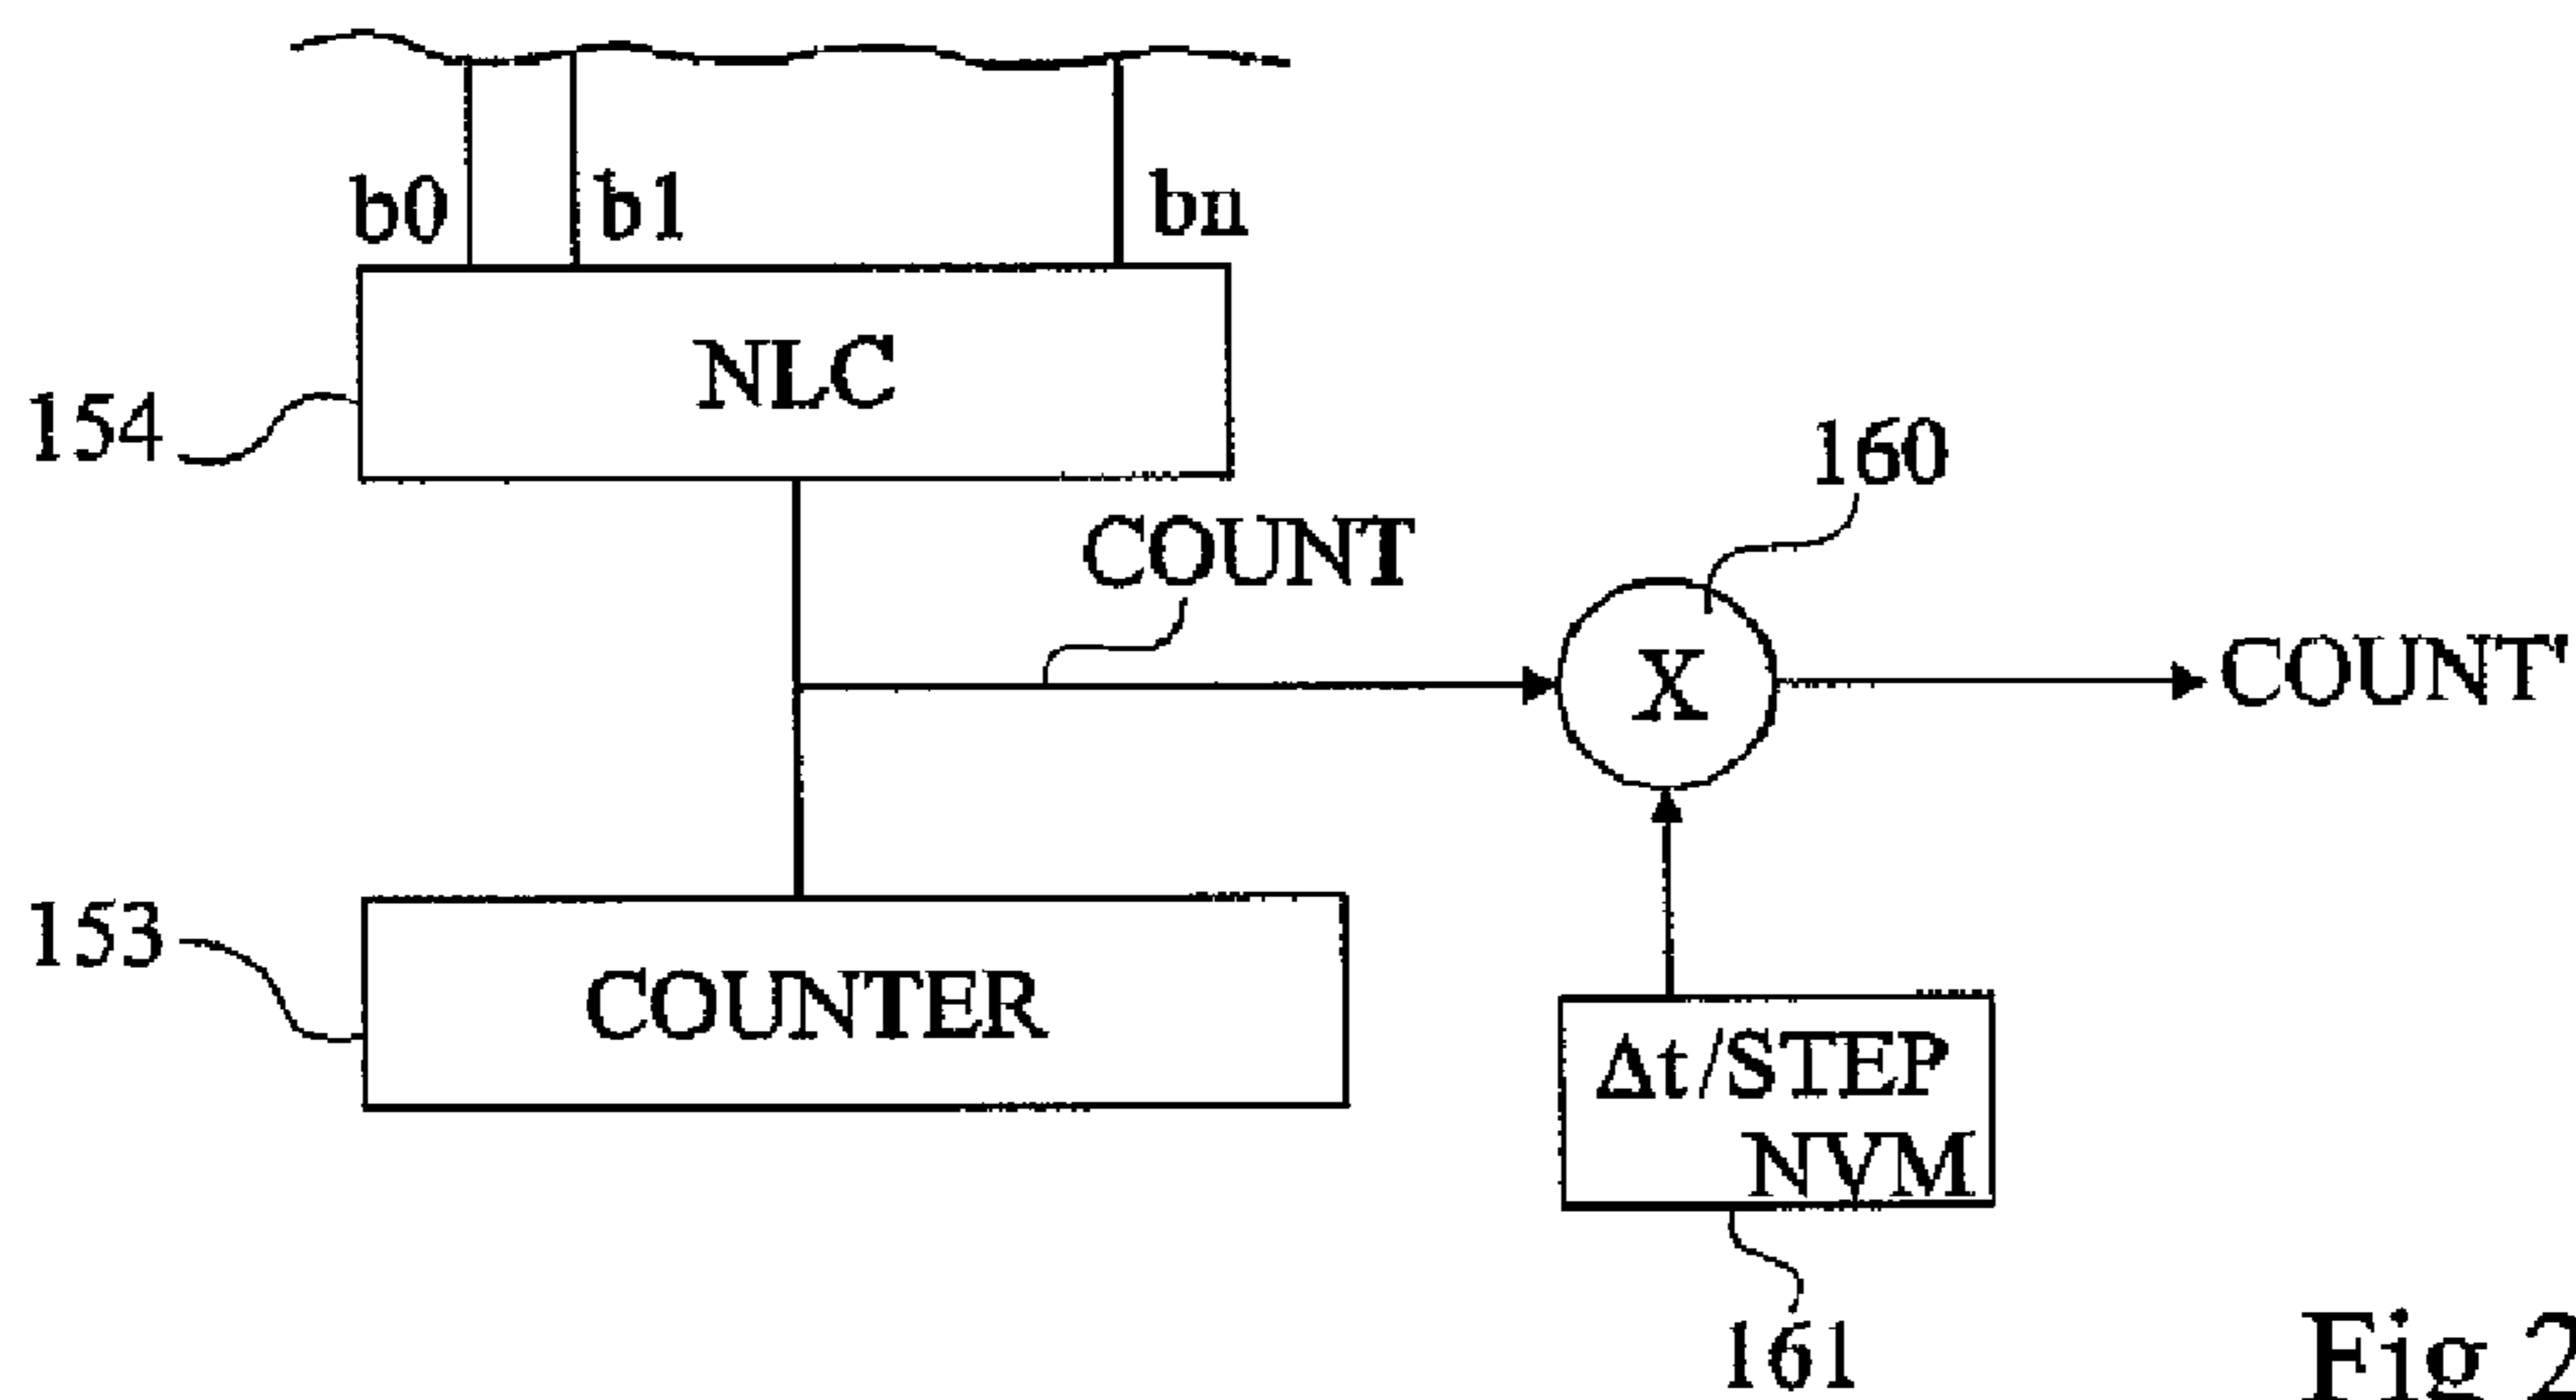 b0 b1 bn
NLC
154
160
COUNT
X
COUNT'
153
COUNTER
Δt/STEP
NVM
161
Fig 2